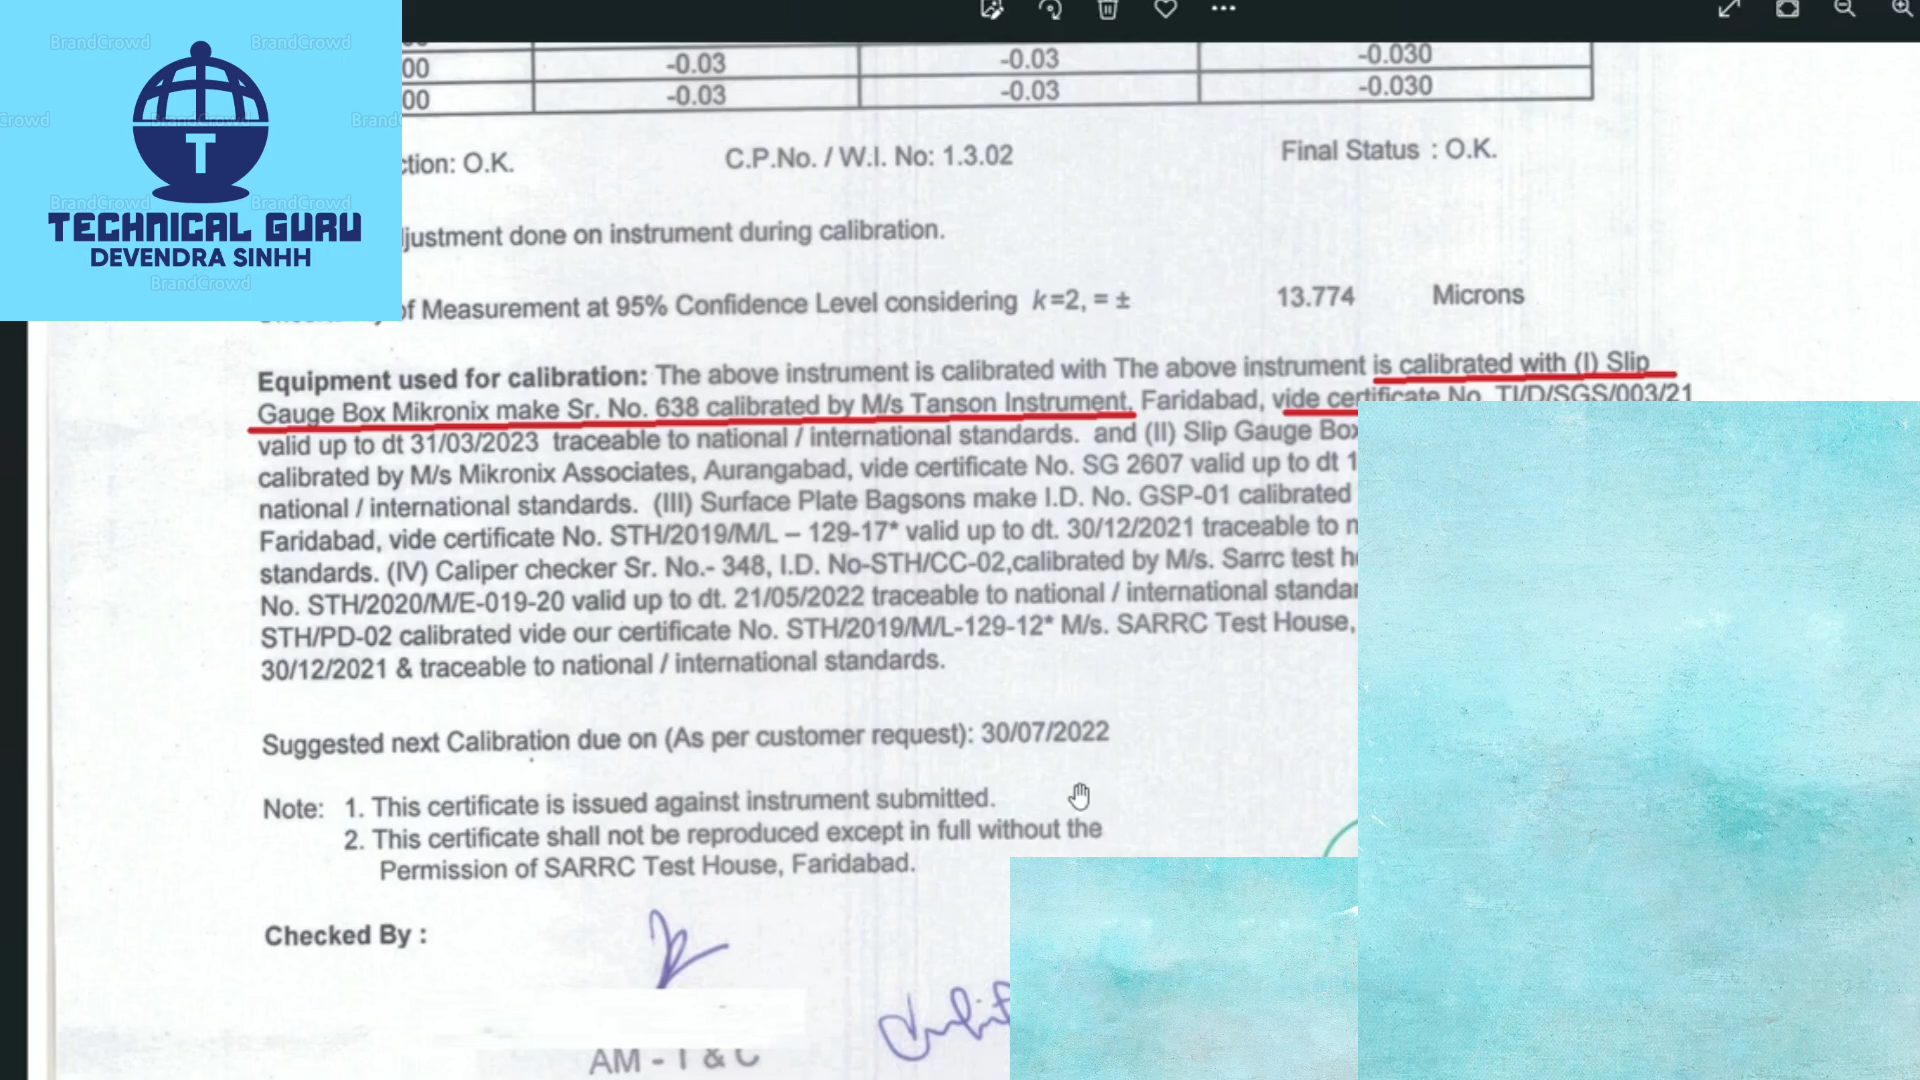 BrandCrowd BrandCrowd
Crowd BrandCrowd Brand
T
BrandCrowd BrandCrowd
TECHNICAL GURU
DEVENDRA SINHH
BrandCrowd
00 -0.03 -0.03 -0.030
00 -0.03 -0.03 -0.030
ction: O.K. C.P.No. / W.I. No: 1.3.02 Final Status : O.K.
justment done on instrument during calibration.
of Measurement at 95% Confidence Level considering k=2, = ± 13.774 Microns
Equipment used for calibration: The above instrument is calibrated with The above instrument is calibrated with (I) Slip
Gauge Box Mikronix make Sr. No. 638 calibrated by M/s Tanson Instrument, Faridabad, vide certificate No. TI/D/SGS/003/21
valid up to dt 31/03/2023 traceable to national / international standards. and (II) Slip Gauge Box
calibrated by M/s Mikronix Associates, Aurangabad, vide certificate No. SG 2607 valid up to dt 1
national / international standards. (III) Surface Plate Bagsons make I.D. No. GSP-01 calibrated
Faridabad, vide certificate No. STH/2019/M/L – 129-17* valid up to dt. 30/12/2021 traceable to n
standards. (IV) Caliper checker Sr. No.- 348, I.D. No-STH/CC-02,calibrated by M/s. Sarrc test h
No. STH/2020/M/E-019-20 valid up to dt. 21/05/2022 traceable to national / international standar
STH/PD-02 calibrated vide our certificate No. STH/2019/M/L-129-12* M/s. SARRC Test House,
30/12/2021 & traceable to national / international standards.
Suggested next Calibration due on (As per customer request): 30/07/2022
Note: 1. This certificate is issued against instrument submitted.
2. This certificate shall not be reproduced except in full without the
Permission of SARRC Test House, Faridabad.
Checked By :
AM - T & C